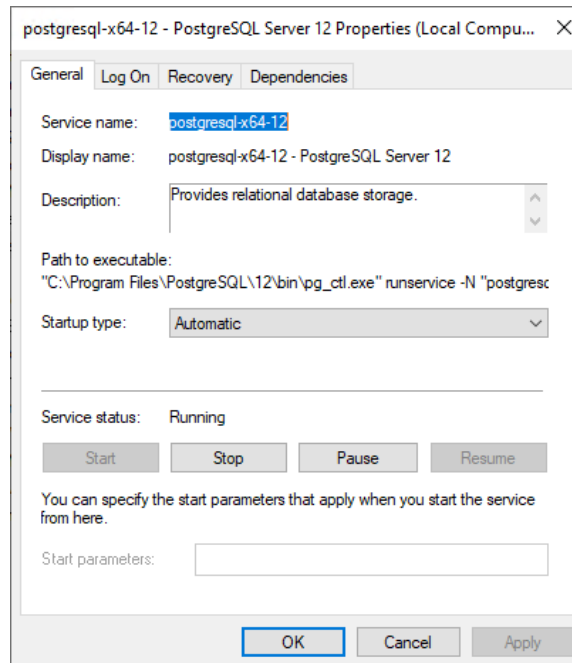 postgresql-x64-12 - PostgreSQL Server 12 Properties (Local Compu...
General Log On Recovery Dependencies
Service name: postgresql-x64-12
Display name: postgresql-x64-12 - PostgreSQL Server 12
Description: Provides relational database storage.
Path to executable:
"C:\Program Files\PostgreSQL\12\bin\pg_ctl.exe" runservice -N "postgresc
Startup type: Automatic
Service status: Running
Start Stop Pause Resume
You can specify the start parameters that apply when you start the service
from here.
Start parameters:
OK Cancel Apply